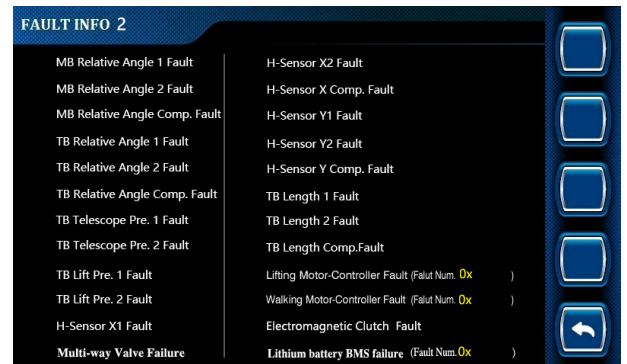 FAULT INFO 2
MB Relative Angle 1 Fault
MB Relative Angle 2 Fault
MB Relative Angle Comp. Fault
TB Relative Angle 1 Fault
TB Relative Angle 2 Fault
TB Relative Angle Comp. Fault
TB Telescope Pre. 1 Fault
TB Telescope Pre. 2 Fault
TB Lift Pre. 1 Fault
TB Lift Pre. 2 Fault
H-Sensor X1 Fault
Multi-way Valve Failure
H-Sensor X2 Fault
H-Sensor X Comp. Fault
H-Sensor Y1 Fault
H-Sensor Y2 Fault
H-Sensor Y Comp. Fault
TB Length 1 Fault
TB Length 2 Fault
TB Length Comp.Fault
Lifting Motor-Controller Fault (Falut Num. 0x )
Walking Motor-Controller Fault (Falut Num. 0x )
Electromagnetic Clutch Fault
Lithium battery BMS failure (Fault Num. 0x )